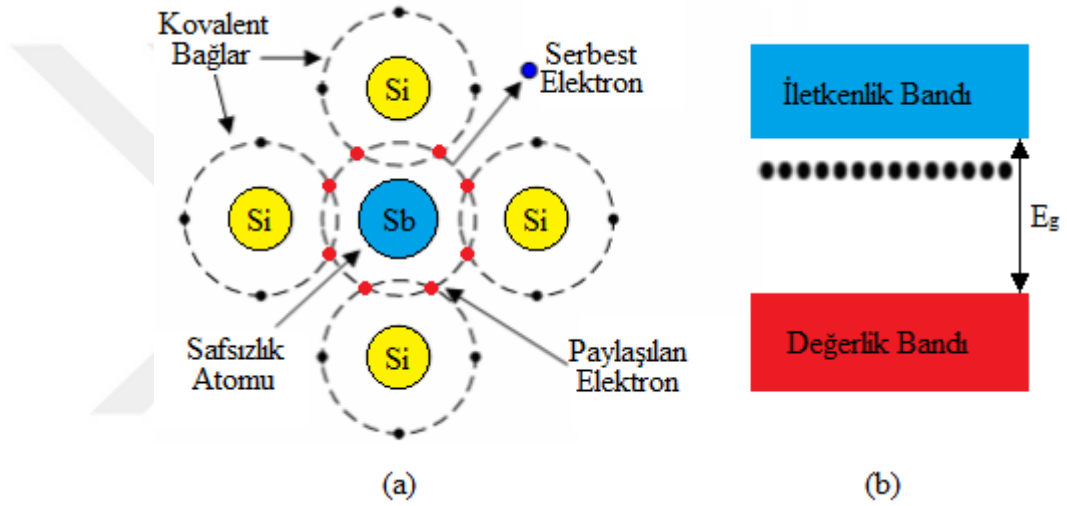 Kovalent
Bağlar
Serbest
Elektron
Si
Si
Sb
Si
Si
Safsızlık
Atomu
Paylaşılan
Elektron
(a)
İletkenlik Bandı
Eg
Değerlik Bandı
(b)